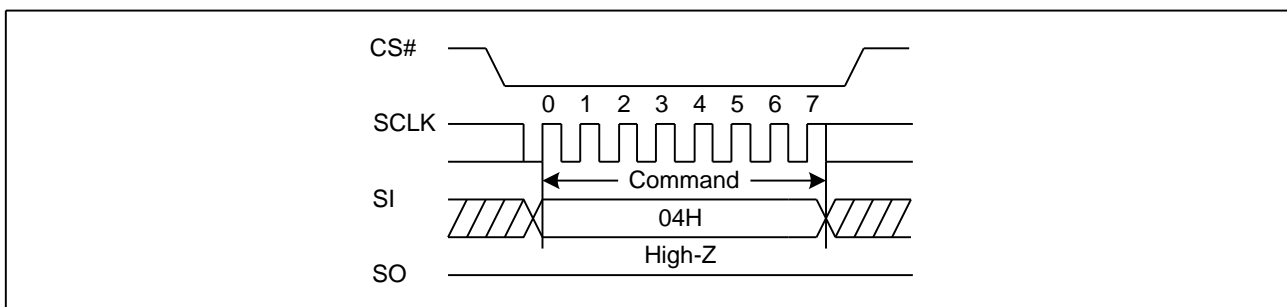 CS#
0 1 2 3 4 5 6 7
SCLK
Command
SI
04H
High-Z
SO